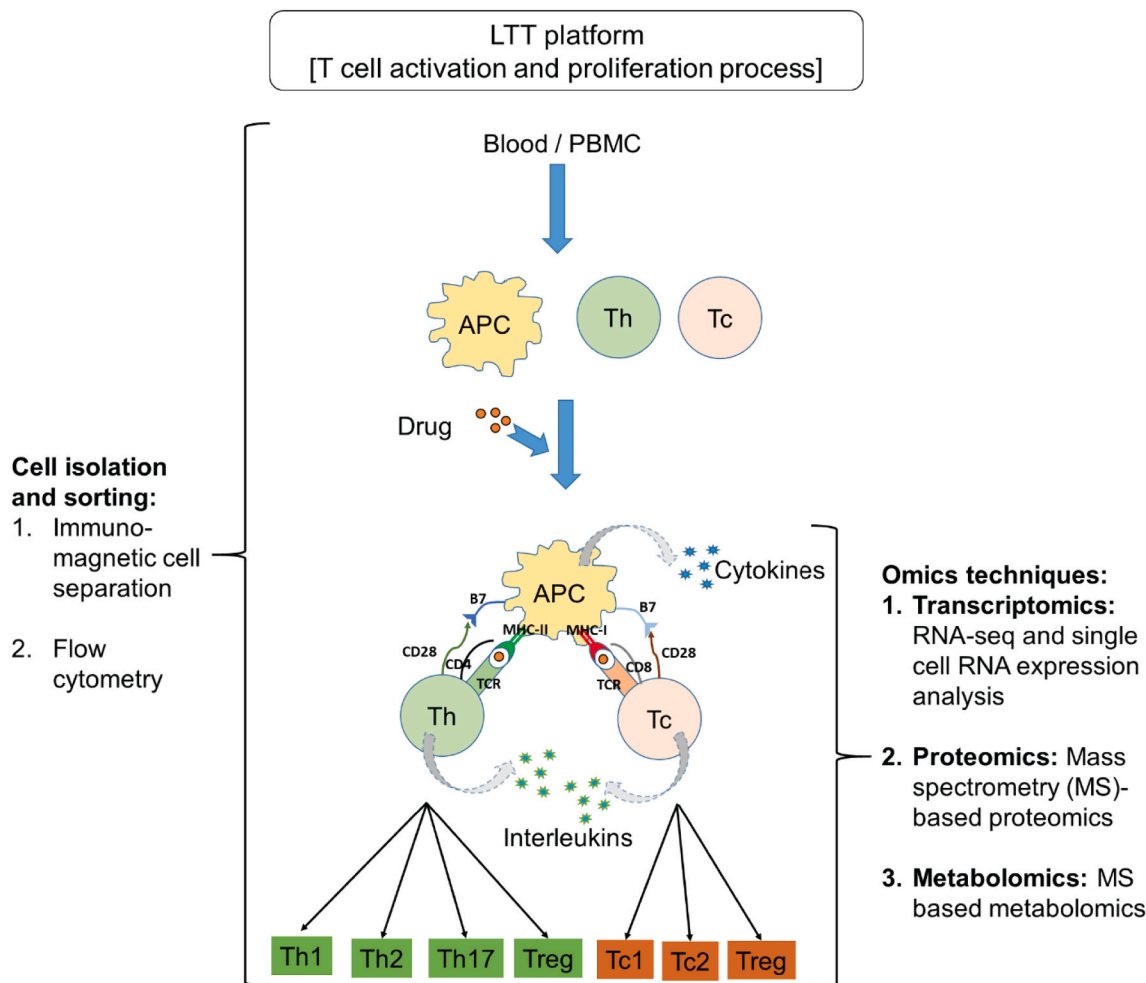 LTT platform
[T cell activation and proliferation process]
Blood / PBMC
APC
Th
Tc
Drug
Cell isolation
and sorting:
1. Immuno-
magnetic cell
separation
2. Flow
cytometry
APC
Cytokines
B7
B7
MHC-II
MHC-I
CD28
CD4
TCR
TCR
CD8
CD28
Th
Tc
Interleukins
Th1
Th2
Th17
Treg
Tc1
Tc2
Treg
Omics techniques:
1. Transcriptomics:
RNA-seq and single
cell RNA expression
analysis
2. Proteomics: Mass
spectrometry (MS)-
based proteomics
3. Metabolomics: MS
based metabolomics